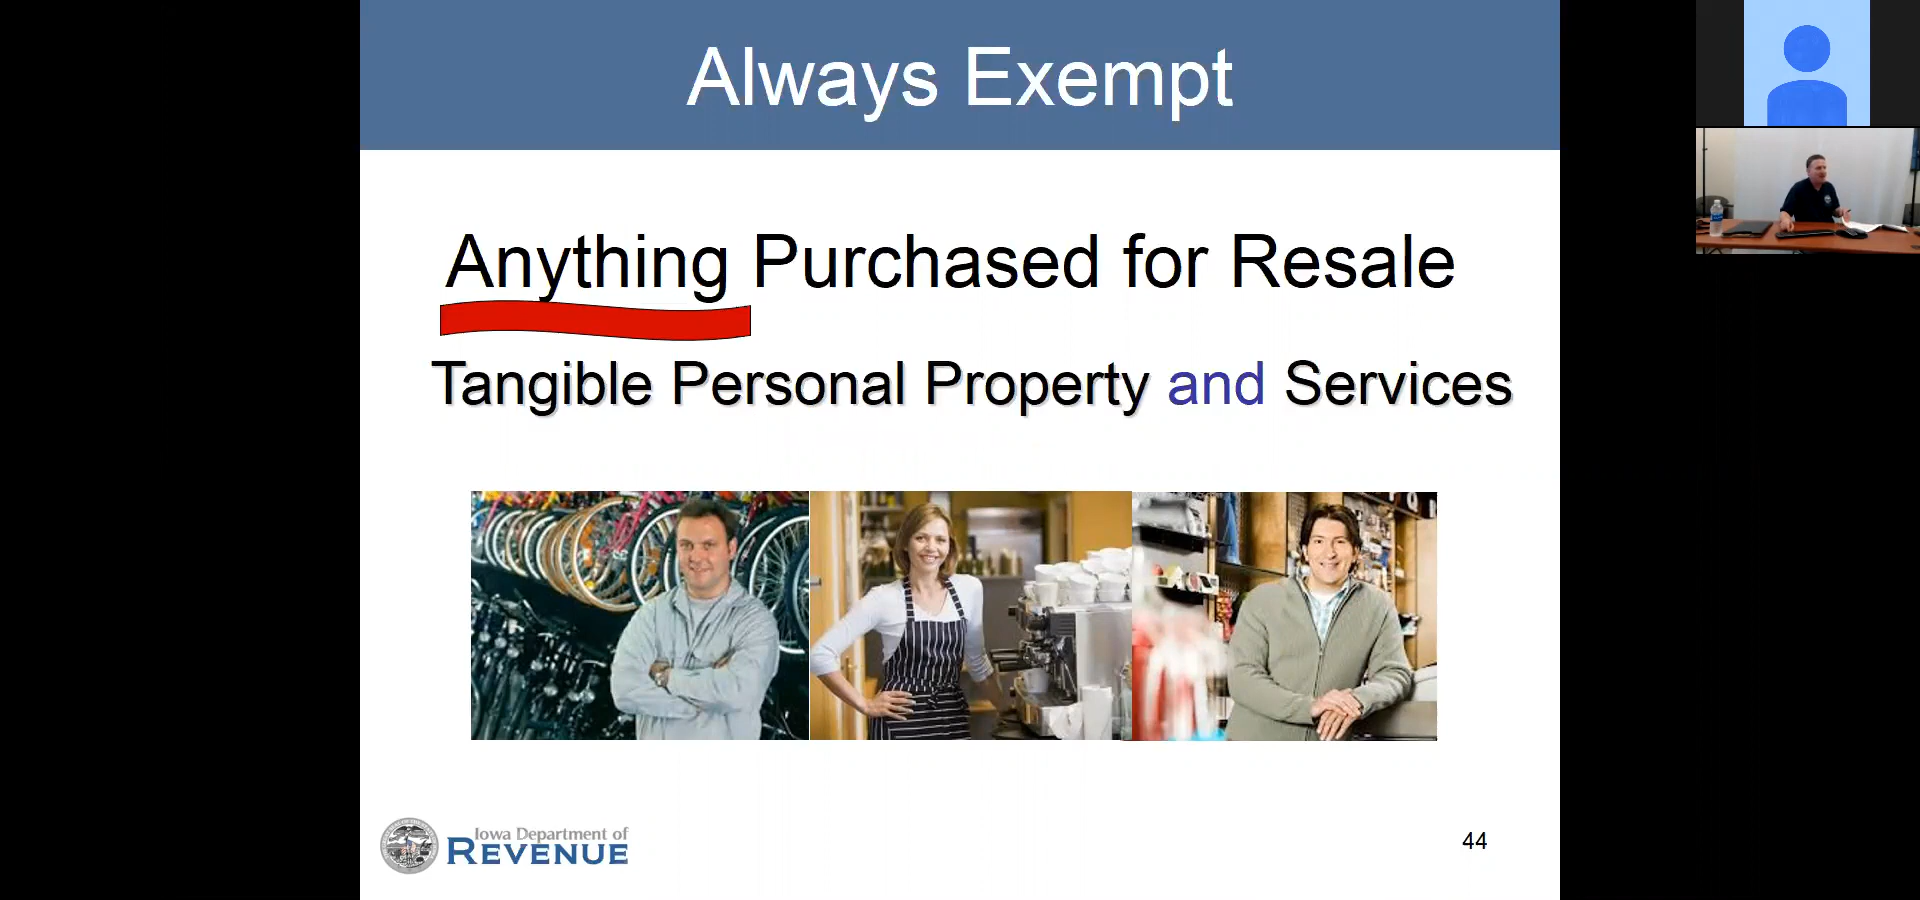 Always Exempt
Anything Purchased for Resale
Tangible Personal Property and Services
Iowa Department of
REVENUE
44